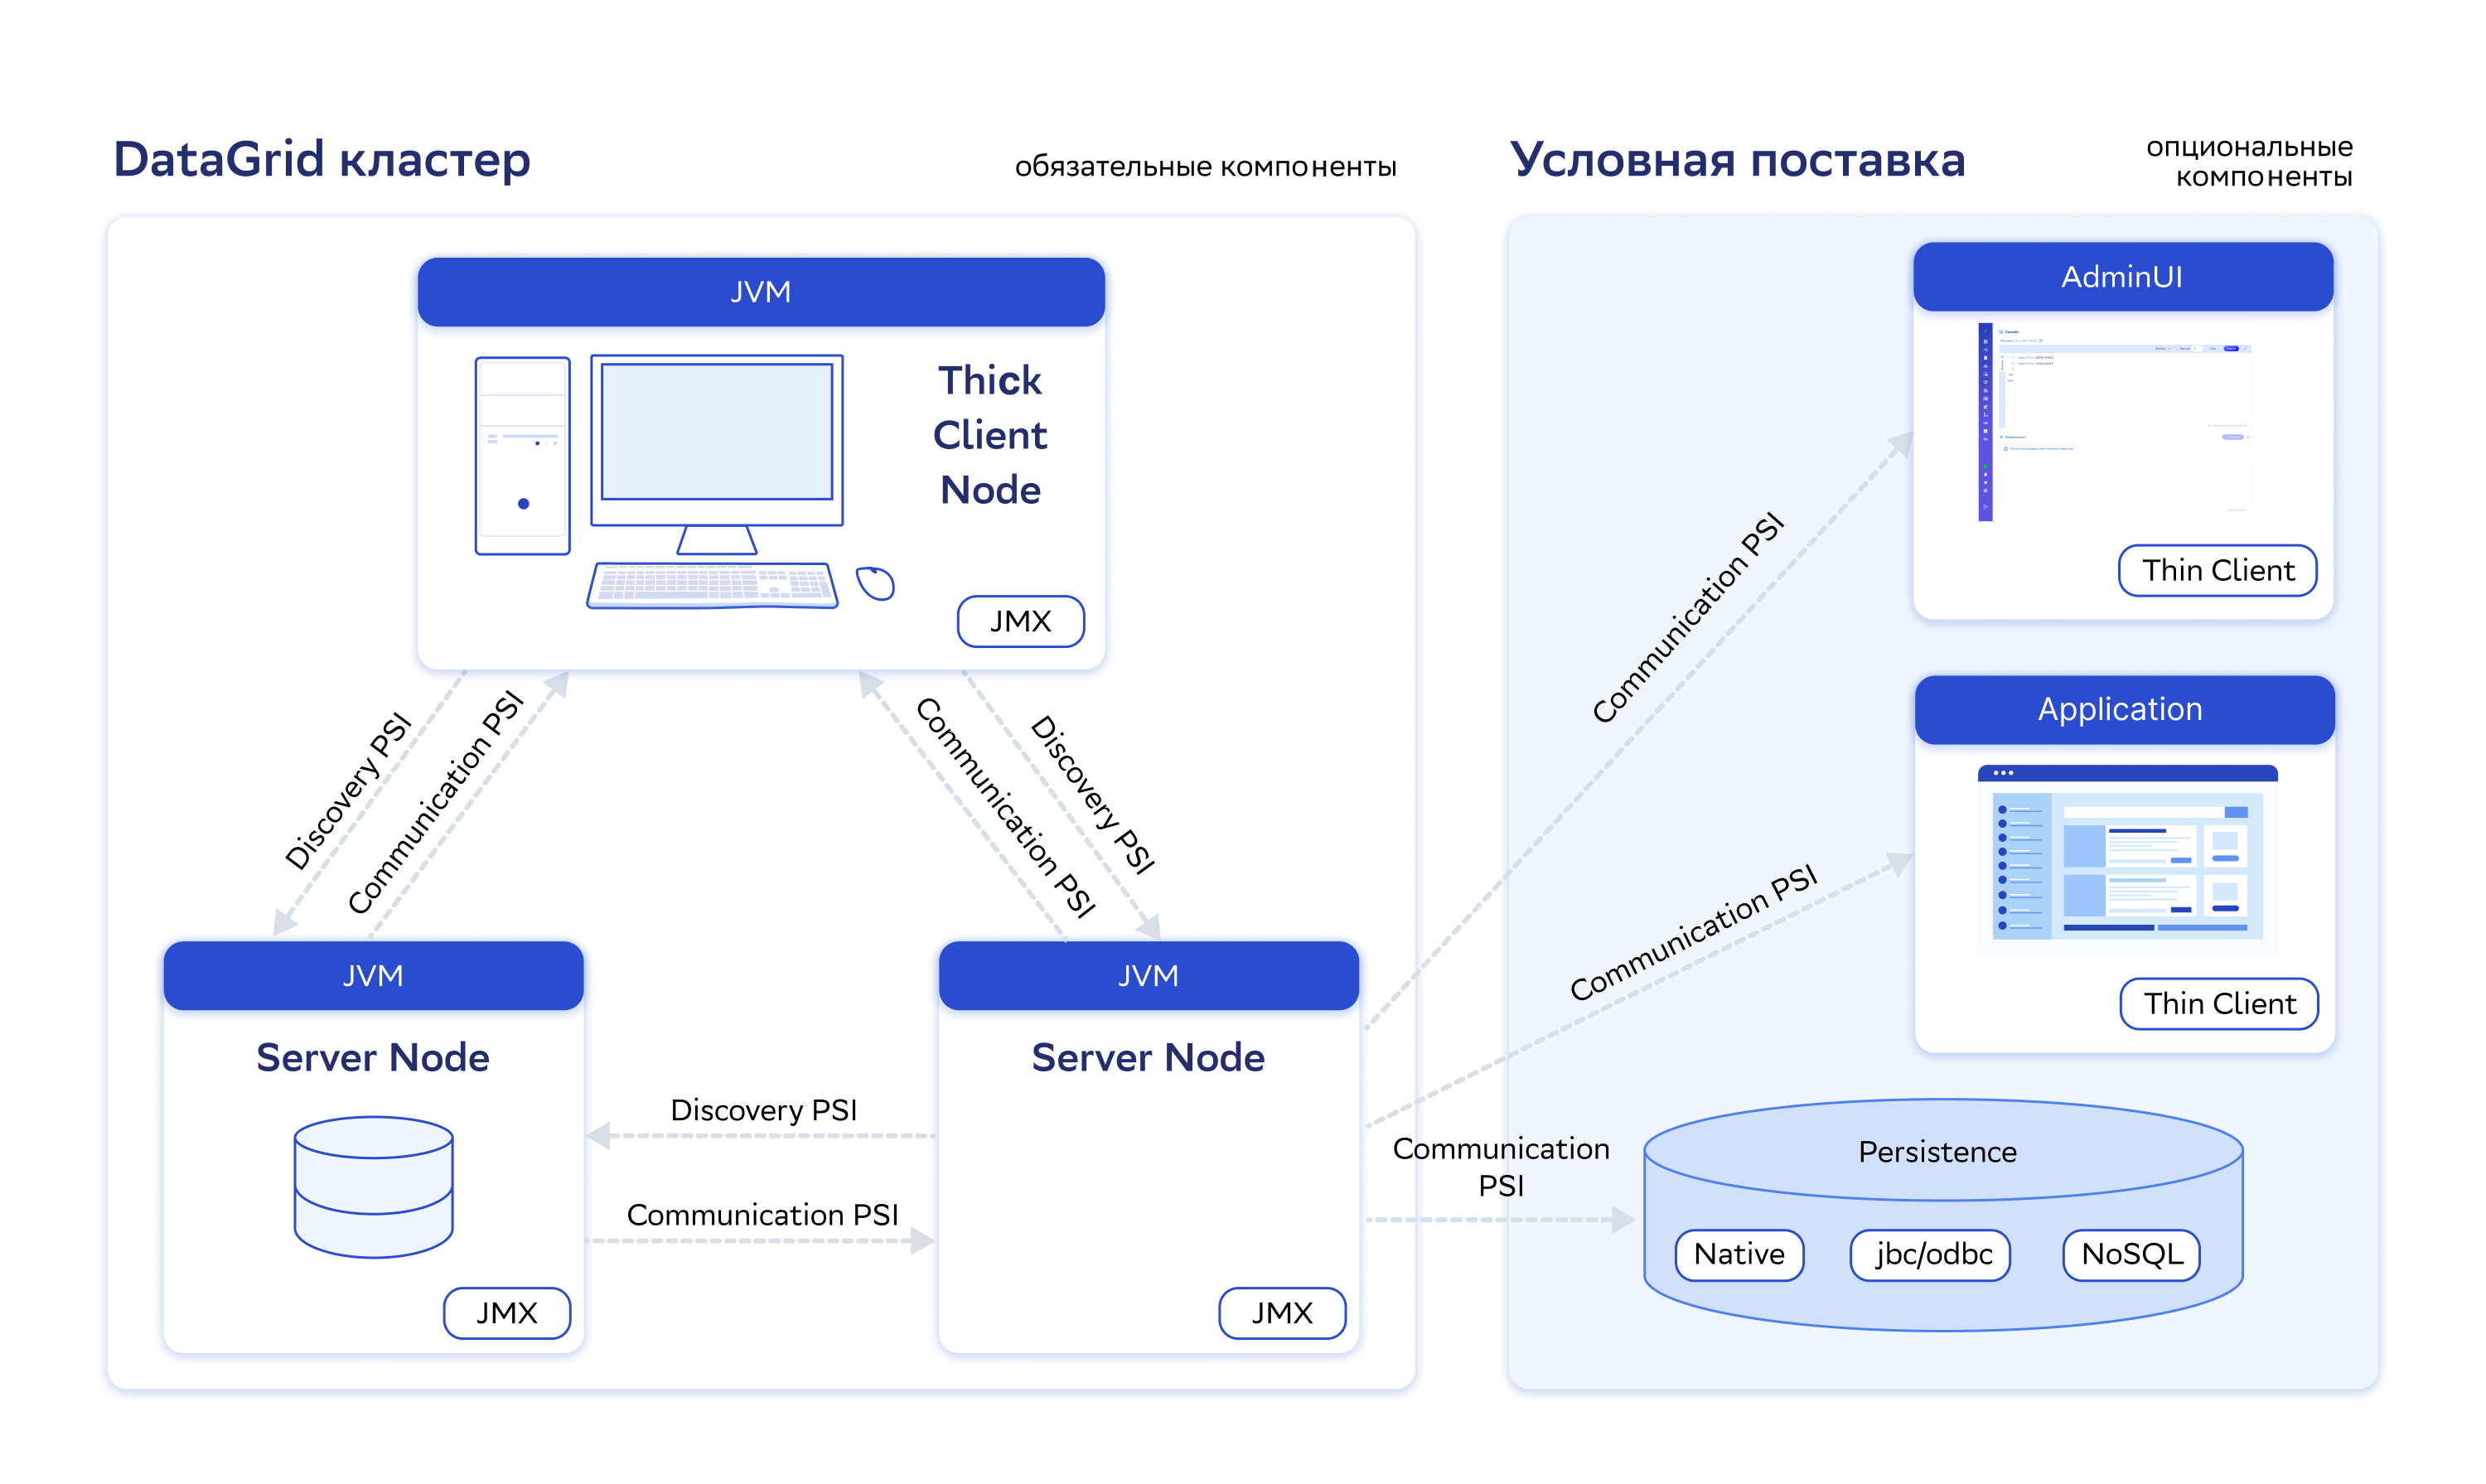 DataGrid кластер
обязательные компоненты
Условная поставка
опциональные
компоненты
JVM
Thick
Client
Node
JMX
AdminUI
Thin Client
Discovery PSI
Communication PSI
Communication PSI
Discovery PSI
Communication PSI
Application
Thin Client
Communication PSI
JVM
Server Node
JMX
Discovery PSI
Communication PSI
JVM
Server Node
JMX
Communication
PSI
Persistence
Native
jbc/odbc
NoSQL